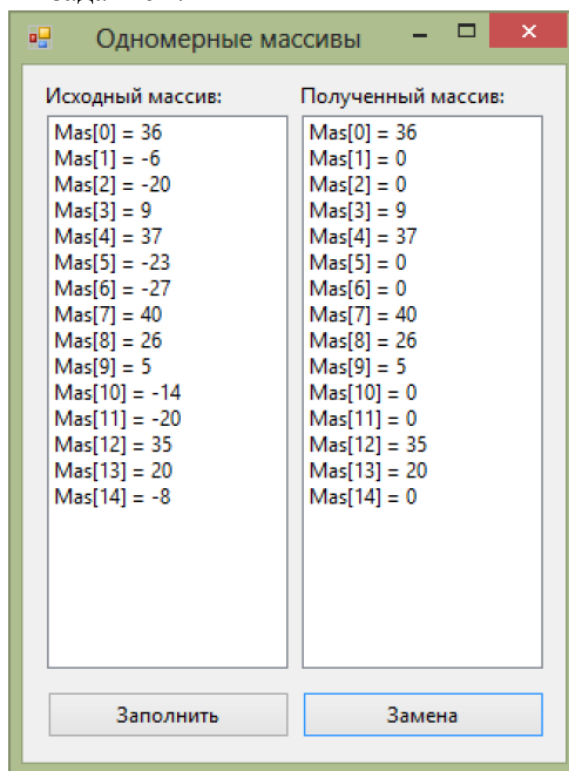 Одномерные массивы
Исходный массив:
Mas[0] = 36
Mas[1] = -6
Mas[2] = -20
Mas[3] = 9
Mas[4] = 37
Mas[5] = -23
Mas[6] = -27
Mas[7] = 40
Mas[8] = 26
Mas[9] = 5
Mas[10] = -14
Mas[11] = -20
Mas[12] = 35
Mas[13] = 20
Mas[14] = -8
Полученный массив:
Mas[0] = 36
Mas[1] = 0
Mas[2] = 0
Mas[3] = 9
Mas[4] = 37
Mas[5] = 0
Mas[6] = 0
Mas[7] = 40
Mas[8] = 26
Mas[9] = 5
Mas[10] = 0
Mas[11] = 0
Mas[12] = 35
Mas[13] = 20
Mas[14] = 0
Заполнить
Замена